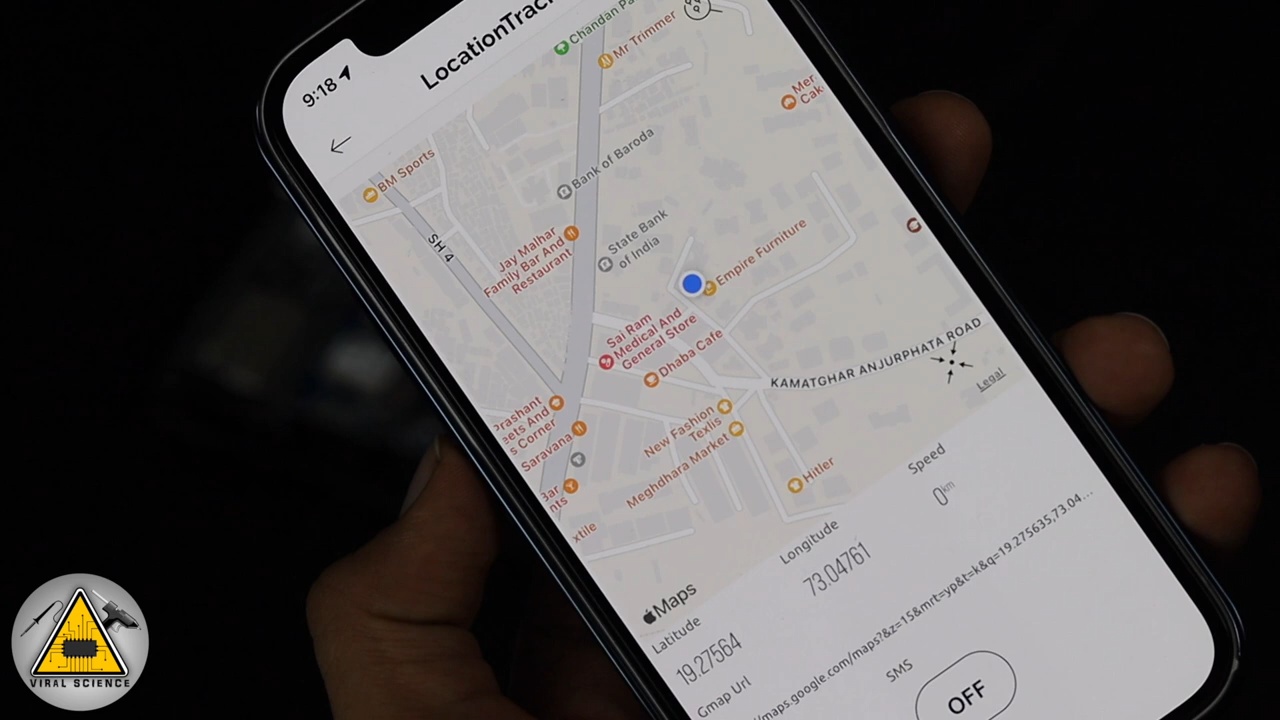 9:18
LocationTrac
Chandan Pa
Mr Trimmer
Mer
Cak
BM Sports
Bank of Baroda
SH 4
Jay Malhar
Family Bar And
Restaurant
State Bank
of India
Empire Furniture
Sai Ram
Medical And
General Store
Dhaba Cafe
KAMATGHAR ANJURPHATA ROAD
Legal
Prashant
eets And
s Corner
Saravana
New Fashion
Texlis
Meghdhara Market
Hitler
Bar
nts
xtile
Maps
Latitude
19.27564
Longitude
73.04761
Speed
0km
Gmap Url
/maps.google.com/maps?&z=15&mrt=yp&t=k&q=19.275635,73.04...
SMS
OFF
VIRAL SCIENCE